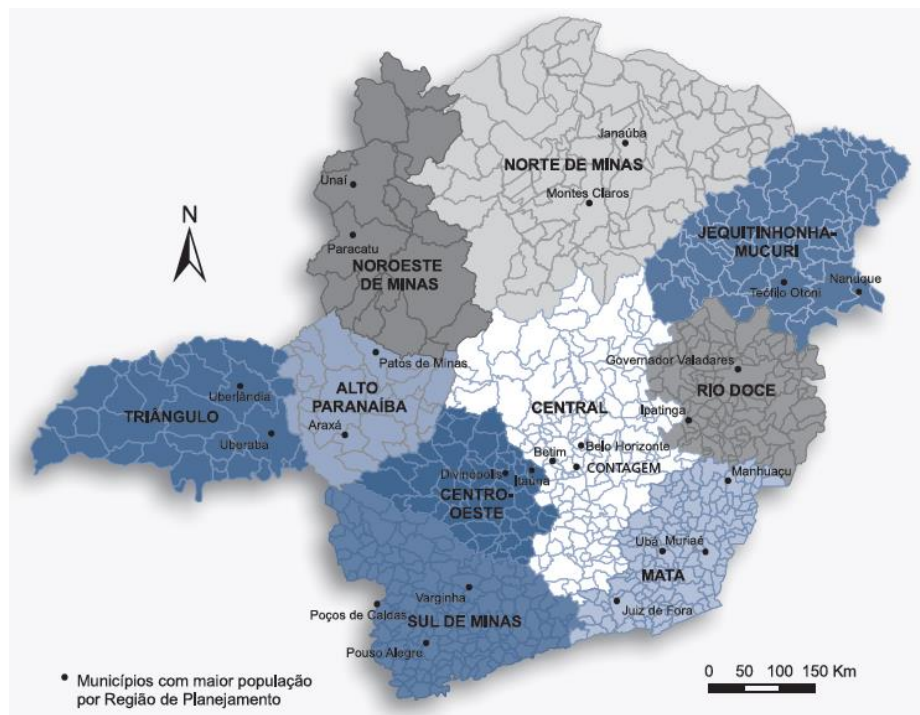 Janaúba
NORTE DE MINAS
Unaí
Montes Claros
N
JEQUITINHONHA-
MUCURI
Paracatu
NOROESTE
DE MINAS
Nanuque
Teófilo Otoni
Patos de Minas
Governador Valadares
Uberlândia
ALTO
PARANAÍBA
RIO DOCE
TRIÂNGULO
CENTRAL
Ipatinga
Araxá
Uberaba
Belo Horizonte
Betim
CONTAGEM
Divinópolis
Itaúna
Manhuaçu
CENTRO-
OESTE
Ubá
Muriaé
MATA
Varginha
Juiz de Fora
Poços de Caldas
SUL DE MINAS
Pouso Alegre
Municípios com maior população
por Região de Planejamento
0 50 100 150 Km